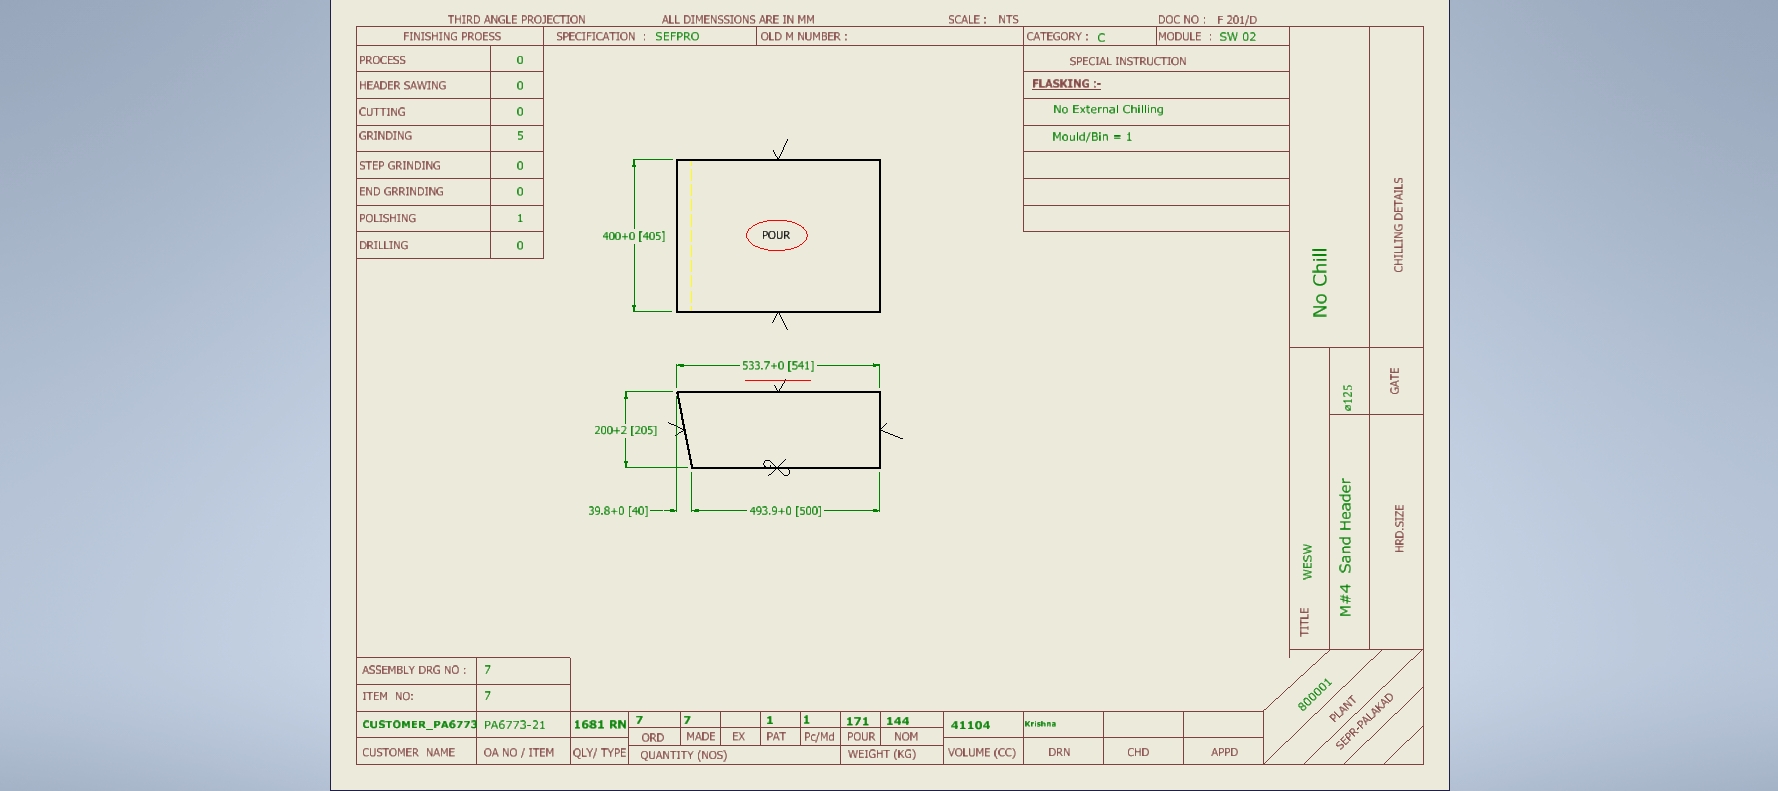 THIRD ANGLE PROJECTION ALL DIMENSSIONS ARE IN MM SCALE : NTS DOC NO : F 201/D
FINISHING PROESS SPECIFICATION : SEFPRO OLD M NUMBER : CATEGORY : C MODULE : SW 02
PROCESS 0
HEADER SAWING 0
CUTTING 0
GRINDING 5
STEP GRINDING 0
END GRRINDING 0
POLISHING 1
DRILLING 0
SPECIAL INSTRUCTION
FLASKING :-
No External Chilling
Mould/Bin = 1
400+0 [405]
POUR
533.7+0 [541]
200+2 [205]
39.8+0 [40] 493.9+0 [500]
No Chill
CHILLING DETAILS
ø125
GATE
TITLE WESW
M#4 Sand Header
HRD.SIZE
800001
PLANT
SEPR-PALAKAD
ASSEMBLY DRG NO : 7
ITEM NO: 7
CUSTOMER_PA6773 PA6773-21 1681 RN 7 7 1 1 171 144 41104 Krishna
ORD MADE EX PAT Pc/Md POUR NOM
CUSTOMER NAME OA NO / ITEM QLY/ TYPE QUANTITY (NOS) WEIGHT (KG) VOLUME (CC) DRN CHD APPD